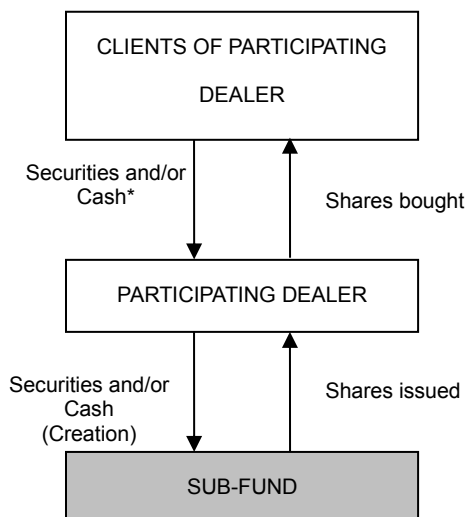 CLIENTS OF PARTICIPATING
DEALER
Securities and/or
Cash*
Shares bought
PARTICIPATING DEALER
Securities and/or
Cash
(Creation)
Shares issued
SUB-FUND